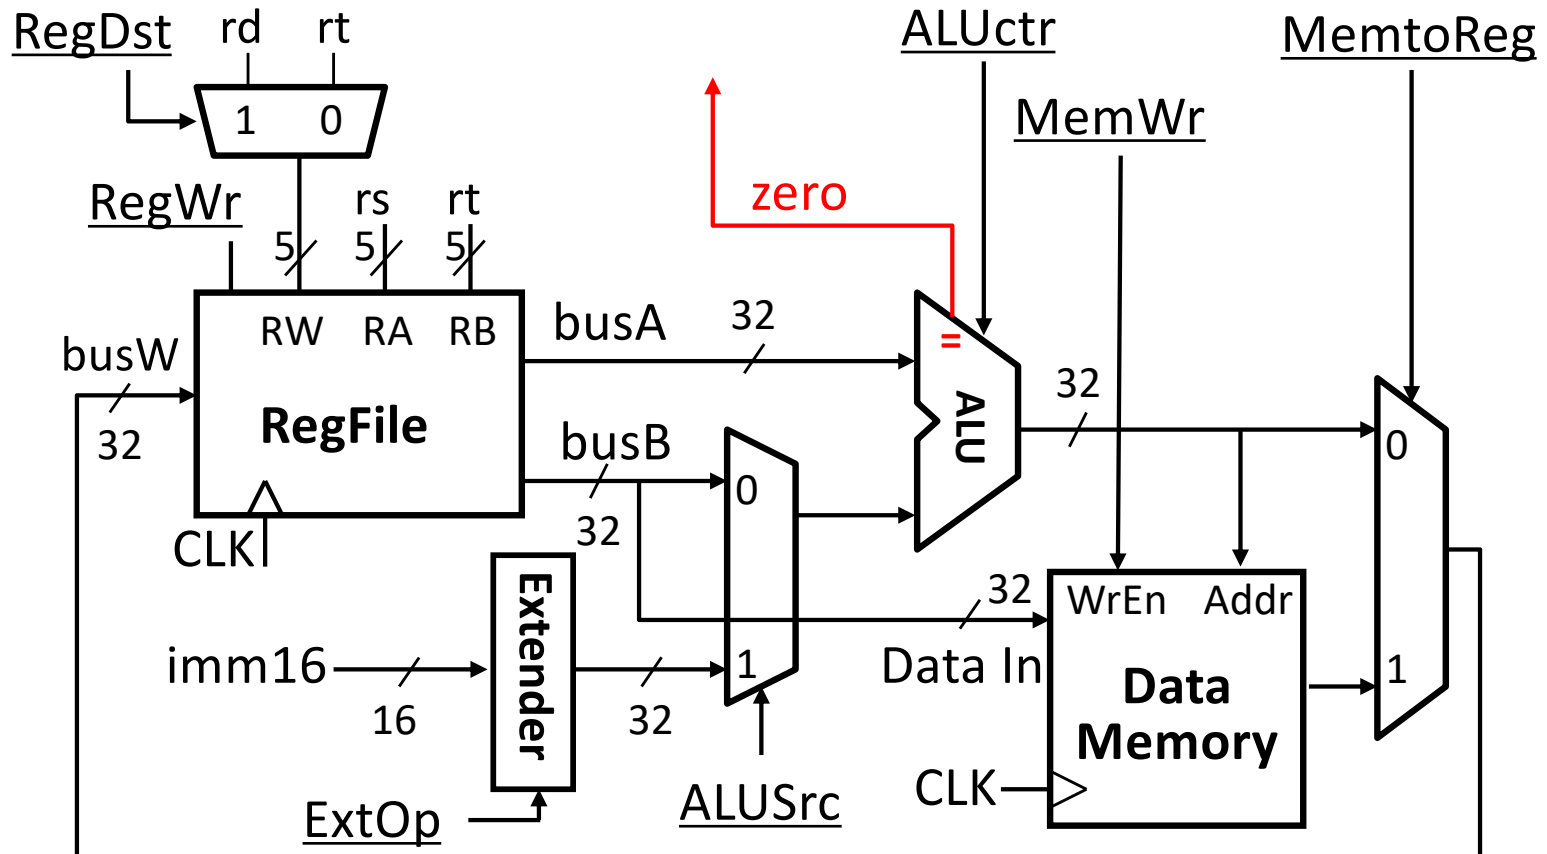 RegDst
rd
rt
ALUctr
MemtoReg
1
0
MemWr
RegWr
rs
rt
zero
5
5
5
RW
RA
RB
busA
32
=
busW
32
RegFile
32
ALU
busB
0
0
32
CLK
32
Extender
32
WrEn
Addr
imm16
1
Data In
1
16
32
Data
Memory
CLK
ExtOp
ALUSrc